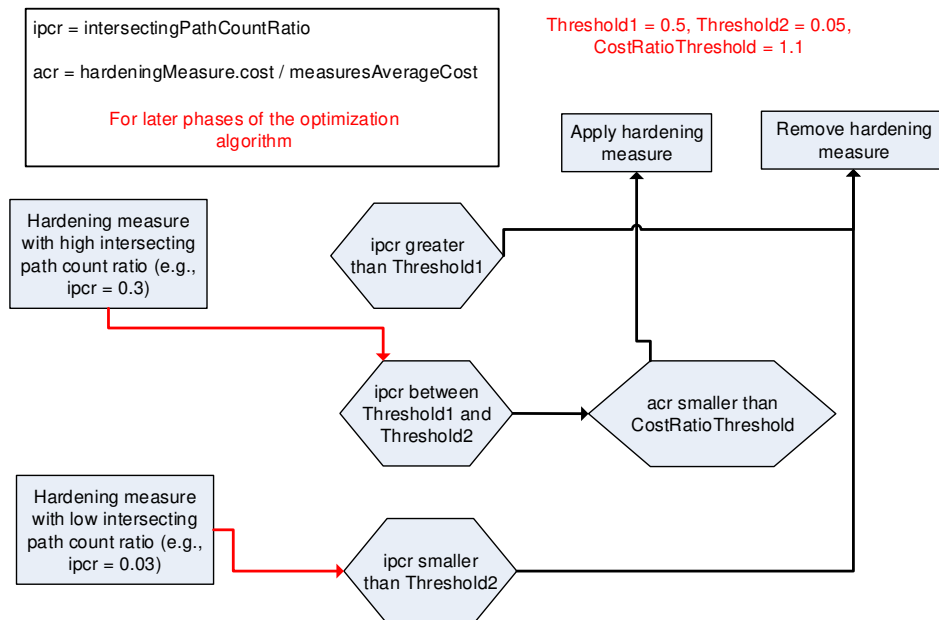 ipcr = intersectingPathCountRatio
acr = hardeningMeasure.cost / measuresAverageCost
For later phases of the optimization
algorithm
Threshold1 = 0.5, Threshold2 = 0.05,
CostRatioThreshold = 1.1
Apply hardening
measure
Remove hardening
measure
Hardening measure
with high intersecting
path count ratio (e.g.,
ipcr = 0.3)
ipcr greater
than Threshold1
ipcr between
Threshold1 and
Threshold2
acr smaller than
CostRatioThreshold
Hardening measure
with low intersecting
path count ratio (e.g.,
ipcr = 0.03)
ipcr smaller
than Threshold2